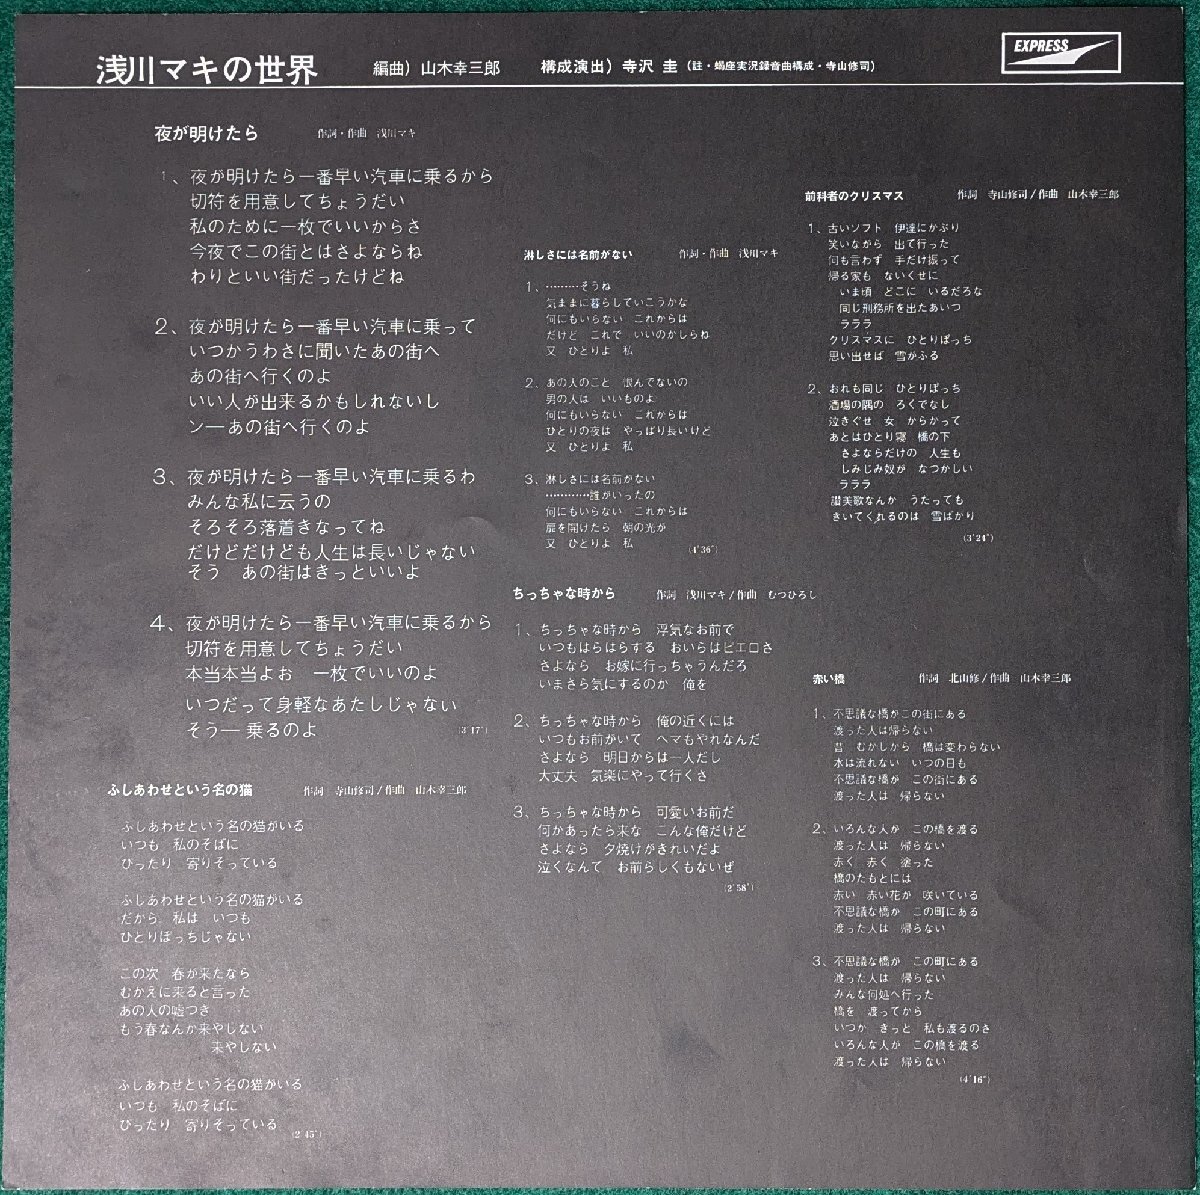 浅川マキの世界　編曲）山木幸三郎　構成演出）寺沢 圭（註・蝎座実況録音曲構成・寺山修司）
EXPRESS
夜が明けたら　作詞・作曲　浅川マキ
1、夜が明けたら一番早い汽車に乗るから
切符を用意してちょうだい
私のために一枚でいいからさ
今夜でこの街とはさよならね
わりといい街だったけどね
2、夜が明けたら一番早い汽車に乗って
いつかうわさに聞いたあの街へ
あの街へ行くのよ
いい人が出来るかもしれないし
ンーあの街へ行くのよ
3、夜が明けたら一番早い汽車に乗るわ
みんな私に云うの
そろそろ落着きなってね
だけどだけども人生は長いじゃない
そう　あの街はきっといいよ
4、夜が明けたら一番早い汽車に乗るから
切符を用意してちょうだい
本当本当よお　一枚でいいのよ
いつだって身軽なあたしじゃない
そうー 乗るのよ
(3'17")
ふしあわせという名の猫　作詞　寺山修司/作曲　山木幸三郎
ふしあわせという名の猫がいる
いつも　私のそばに
ぴったり　寄りそっている
ふしあわせという名の猫がいる
だから　私は　いつも
ひとりぼっちじゃない
この次　春が来たなら
むかえに来ると言った
あの人の嘘つき
もう春なんか来やしない
来やしない
ふしあわせという名の猫がいる
いつも　私のそばに
ぴったり　寄りそっている
(2'45")
淋しさには名前がない　作詞・作曲　浅川マキ
1、………そうね
気ままに暮らしていこうかな
何にもいらない　これからは
だけど　これで　いいのかしらね
又　ひとりよ　私
2、あの人のこと　恨んでないの
男の人は　いいものよ
何にもいらない　これからは
ひとりの夜は　やっぱり長いけど
又　ひとりよ　私
3、淋しさには名前がない
…………誰がいったの
何にもいらない　これからは
扉を開けたら　朝の光が
又　ひとりよ　私
(4'36")
ちっちゃな時から　作詞　浅川マキ/作曲　むつひろし
1、ちっちゃな時から　浮気なお前で
いつもはらはらする　おいらはピエロさ
さよなら　お嫁に行っちゃうんだろ
いまさら気にするのか　俺を
2、ちっちゃな時から　俺の近くには
いつもお前がいて　ヘマもやれなんだ
さよなら　明日からは一人だし
大丈夫　気楽にやって行くさ
3、ちっちゃな時から　可愛いお前だ
何かあったら来な　こんな俺だけど
さよなら　夕焼けがきれいだよ
泣くなんて　お前らしくもないぜ
(2'58")
前科者のクリスマス　作詞　寺山修司/作曲　山木幸三郎
1、古いソフト　伊達にかぶり
笑いながら　出て行った
何も言わず　手だけ振って
帰る家も　ないくせに
いま頃　どこに　いるだろな
同じ刑務所を出たあいつ
ラララ
クリスマスに　ひとりぼっち
思い出せば　雪がふる
2、おれも同じ　ひとりぼっち
酒場の隅の　ろくでなし
泣きぐせ　女　からかって
あとはひとり寝　橋の下
さよならだけの　人生も
しみじみ奴が　なつかしい
ラララ
讃美歌なんか　うたっても
きいてくれるのは　雪ばかり
(3'24")
赤い橋　作詞　北山修/作曲　山木幸三郎
1、不思議な橋がこの街にある
渡った人は帰らない
昔　むかしから　橋は変わらない
水は流れない　いつの日も
不思議な橋が　この街にある
渡った人は　帰らない
2、いろんな人が　この橋を渡る
渡った人は　帰らない
赤く　赤く　塗った
橋のたもとには
赤い　赤い花が　咲いている
不思議な橋が　この町にある
渡った人は　帰らない
3、不思議な橋が　この町にある
渡った人は　帰らない
みんな何処へ行った
橋を　渡ってから
いつか　きっと　私も渡るのさ
いろんな人が　この橋を渡る
渡った人は　帰らない
(4'16")